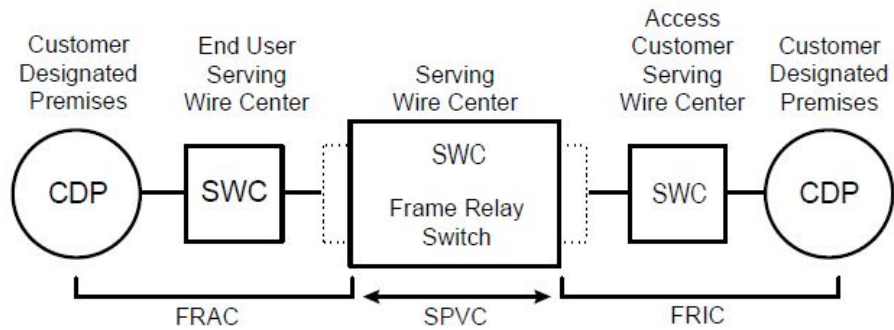 Customer
Designated
Premises
End User
Serving
Wire Center
Serving
Wire Center
Access
Customer
Serving
Wire Center
Customer
Designated
Premises
CDP
SWC
SWC
Frame Relay
Switch
SWC
CDP
FRAC
SPVC
FRIC